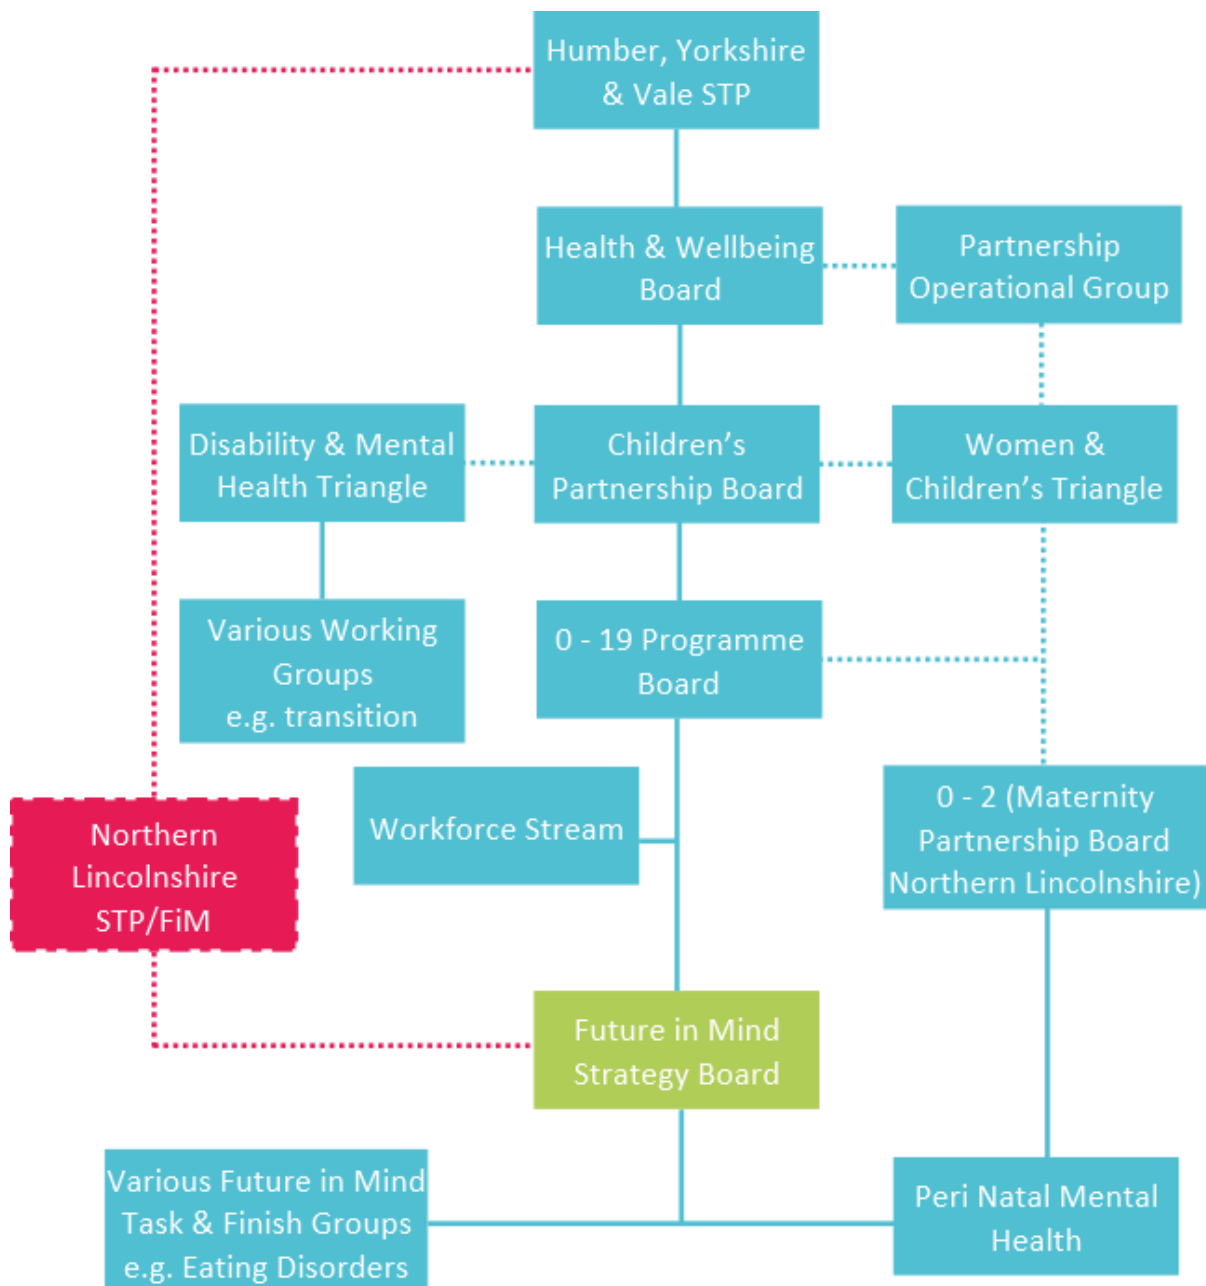 Humber, Yorkshire
& Vale STP
Health & Wellbeing
Board
Partnership
Operational Group
Disability & Mental
Health Triangle
Children’s
Partnership Board
Women &
Children’s Triangle
Various Working
Groups
e.g. transition
0 - 19 Programme
Board
Workforce Stream
0 - 2 (Maternity
Partnership Board
Northern Lincolnshire)
Northern
Lincolnshire
STP/FiM
Future in Mind
Strategy Board
Various Future in Mind
Task & Finish Groups
e.g. Eating Disorders
Peri Natal Mental
Health